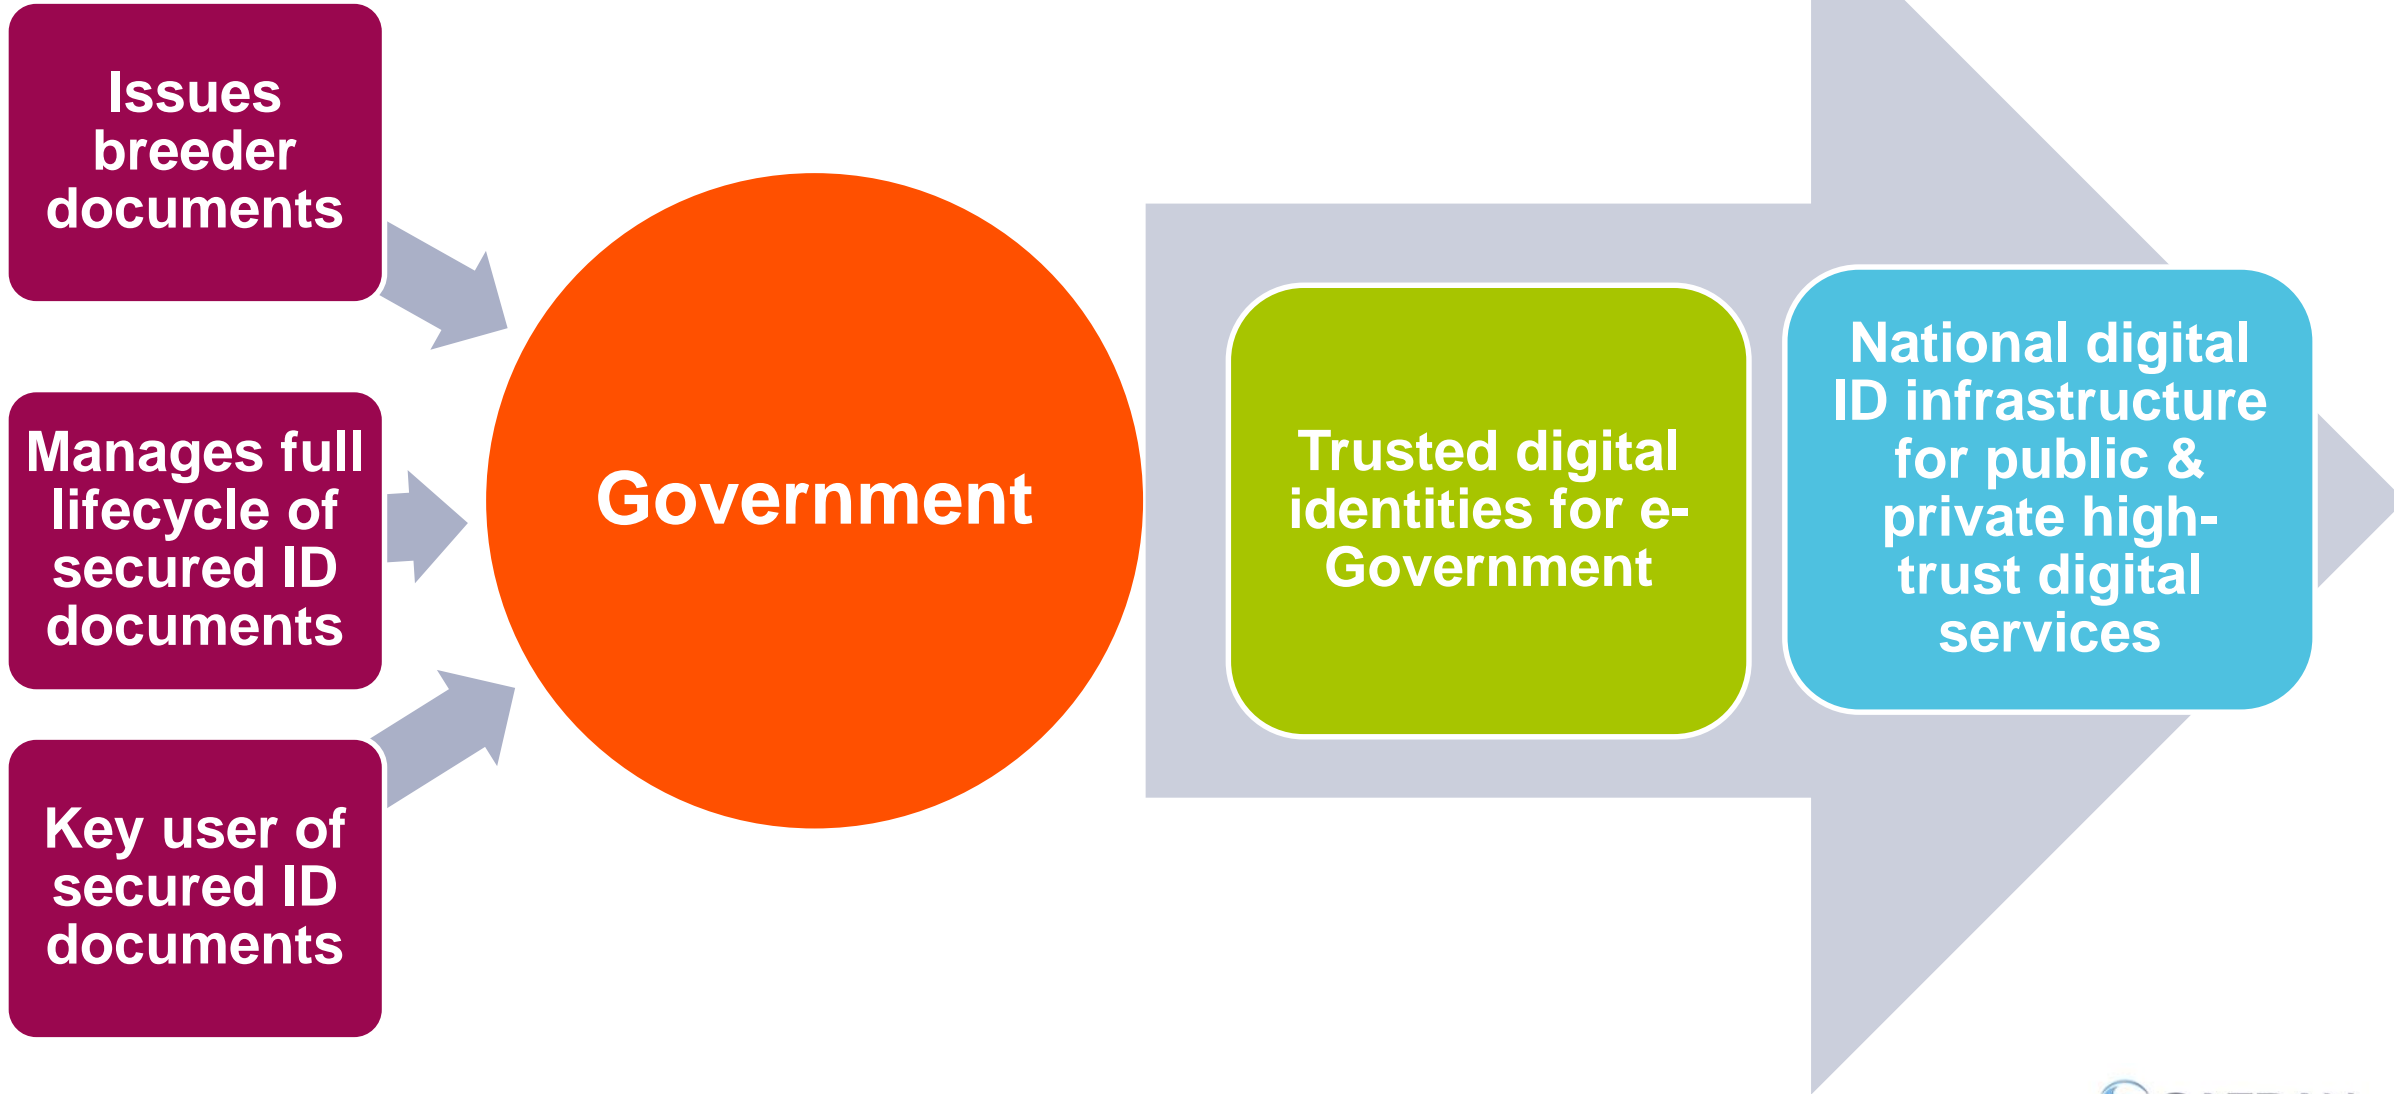 Issues
breeder
documents
Manages full
lifecycle of
secured ID
documents
Key user of
secured ID
documents
Government
Trusted digital
identities for e-
Government
National digital
ID infrastructure
for public &
private high-
trust digital
services